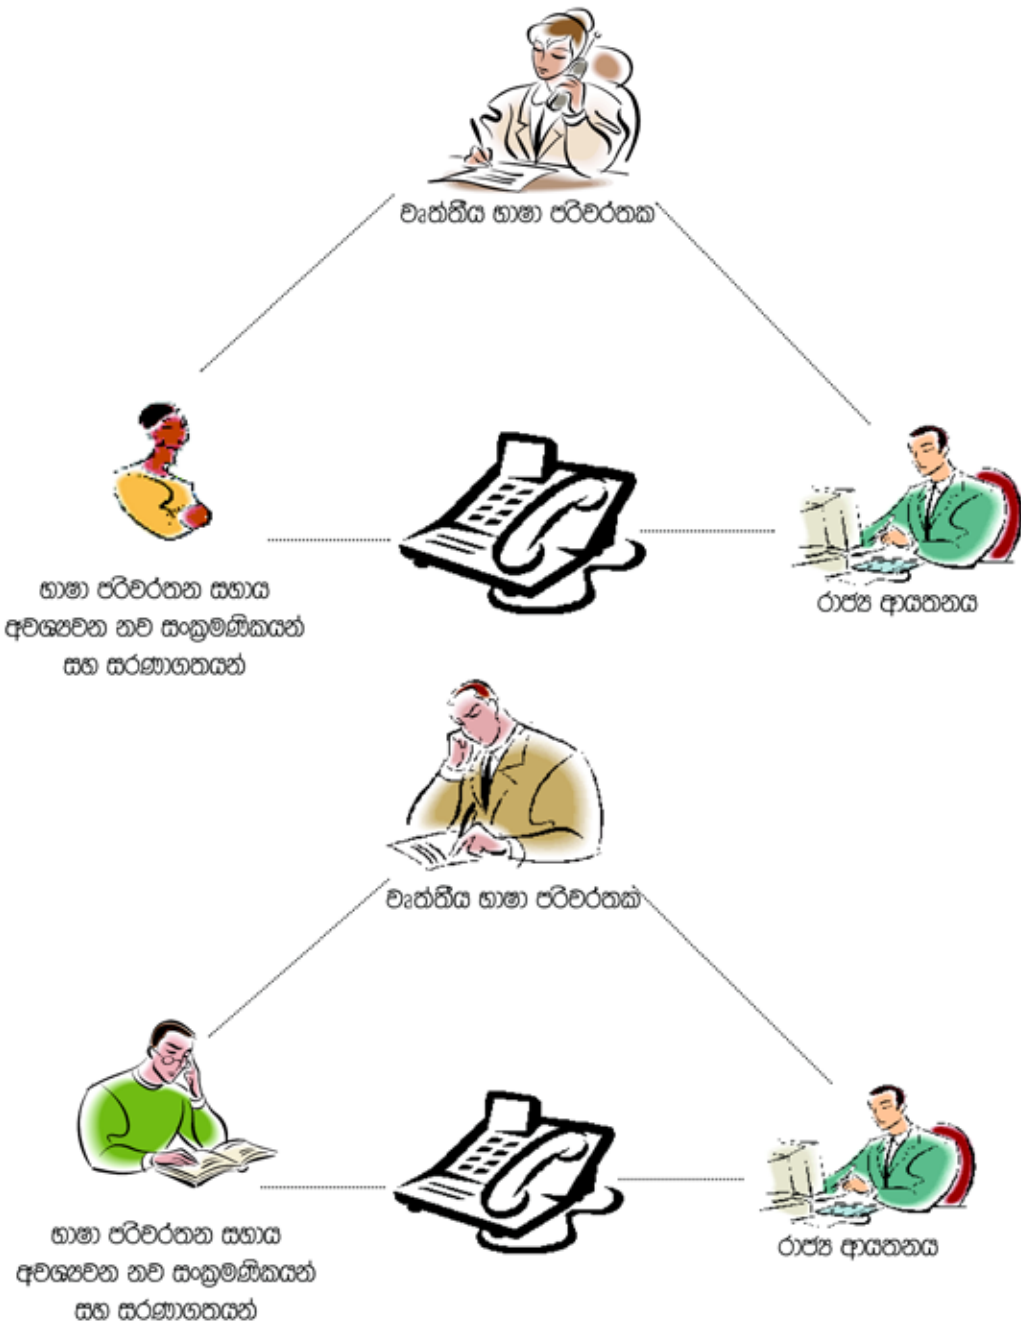 වෘත්තීය භාෂා පරිවර්තක
භාෂා පරිවර්තන සහාය
අවශ්‍යවන නව සංක්‍රමණිකයන්
සහ සරණාගතයන්
රාජ්‍ය ආයතනය
වෘත්තීය භාෂා පරිවර්තක්
භාෂා පරිවර්තන සහාය
අවශ්‍යවන නව සංක්‍රමණිකයන්
සහ සරණාගතයන්
රාජ්‍ය ආයතනය